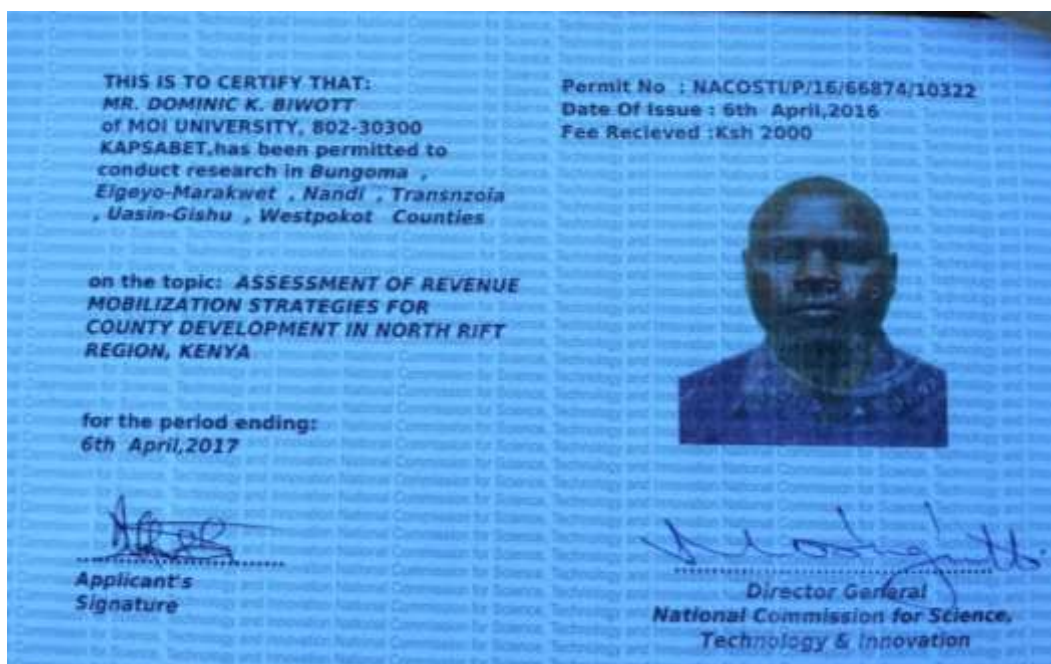 THIS IS TO CERTIFY THAT:
MR. DOMINIC K. BIWOTT
of MOI UNIVERSITY, 802-30300
KAPSABET,has been permitted to
conduct research in Bungoma ,
Elgeyo-Marakwet , Nandi , Transnzoia
, Uasin-Gishu , Westpokot Counties
on the topic: ASSESSMENT OF REVENUE
MOBILIZATION STRATEGIES FOR
COUNTY DEVELOPMENT IN NORTH RIFT
REGION, KENYA
for the period ending:
6th April,2017
Applicant's
Signature
Permit No : NACOSTI/P/16/66874/10322
Date Of Issue : 6th April,2016
Fee Recieved :Ksh 2000
Director General
National Commission for Science,
Technology & Innovation